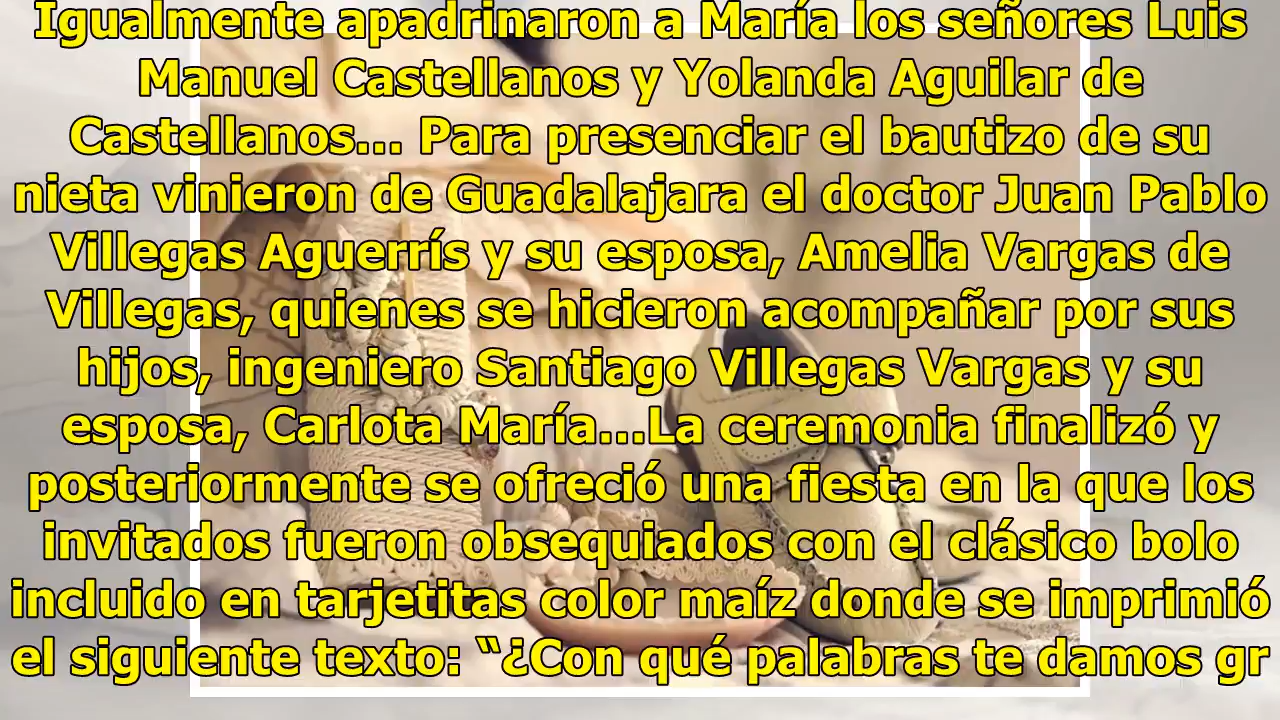 Igualmente apadrinaron a María los señores Luis
Manuel Castellanos y Yolanda Aguilar de
Castellanos... Para presenciar el bautizo de su
nieta vinieron de Guadalajara el doctor Juan Pablo
Villegas Aguerrís y su esposa, Amelia Vargas de
Villegas, quienes se hicieron acompañar por sus
hijos, ingeniero Santiago Villegas Vargas y su
esposa, Carlota María...La ceremonia finalizó y
posteriormente se ofreció una fiesta en la que los
invitados fueron obsequiados con el clásico bolo
incluido en tarjetitas color maíz donde se imprimió
el siguiente texto: “¿Con qué palabras te damos gr